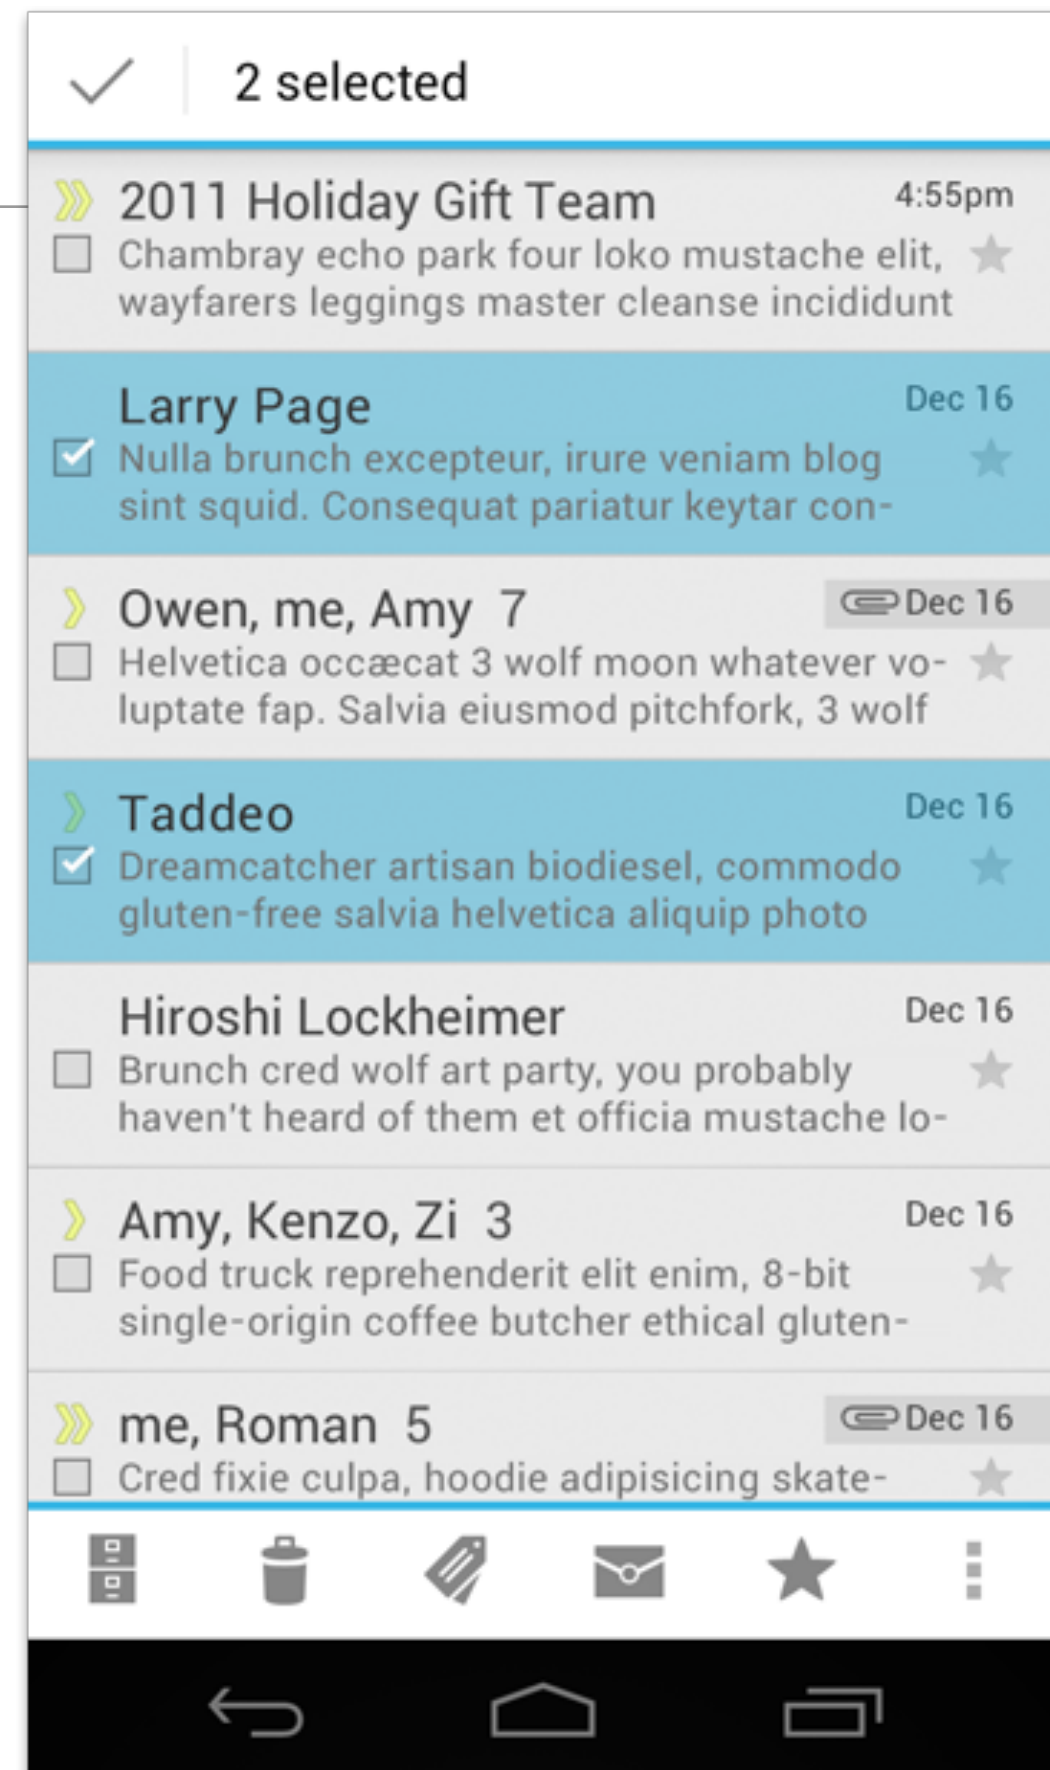 2 selected
2011 Holiday Gift Team 4:55pm
Chambray echo park four loko mustache elit,
wayfarers leggings master cleanse incididunt
Larry Page Dec 16
Nulla brunch excepteur, irure veniam blog
sint squid. Consequat pariatur keytar con-
Owen, me, Amy 7 Dec 16
Helvetica occæcat 3 wolf moon whatever vo-
luptate fap. Salvia eiusmod pitchfork, 3 wolf
Taddeo Dec 16
Dreamcatcher artisan biodiesel, commodo
gluten-free salvia helvetica aliquip photo
Hiroshi Lockheimer Dec 16
Brunch cred wolf art party, you probably
haven't heard of them et officia mustache lo-
Amy, Kenzo, Zi 3 Dec 16
Food truck reprehenderit elit enim, 8-bit
single-origin coffee butcher ethical gluten-
me, Roman 5 Dec 16
Cred fixie culpa, hoodie adipisicing skate-